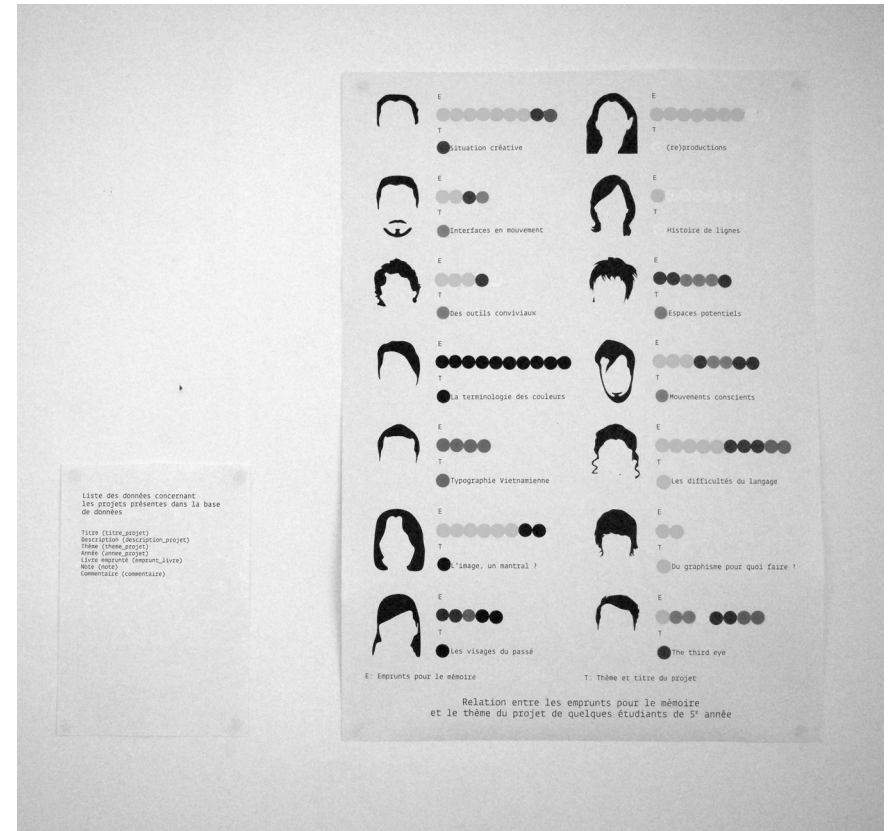 Liste des données concernant
les projets présentes dans la base
de données
Titre (titre_projet)
Description (description_projet)
Thème (theme_projet)
Année (annee_projet)
Livre emprunté (emprunt_livre)
Note (note)
Commentaire (commentaire)
E
T
Situation créative
E
T
(re)productions
E
T
Interfaces en mouvement
E
T
Histoire de lignes
E
T
Des outils conviviaux
E
T
Espaces potentiels
E
T
La terminologie des couleurs
E
T
Mouvements conscients
E
T
Typographie Vietnamienne
E
T
Les difficultés du langage
E
T
L'image, un mantral ?
E
T
Du graphisme pour quoi faire ?
E
T
Les visages du passé
E
T
The third eye
E: Emprunts pour le mémoire
T: Thème et titre du projet
Relation entre les emprunts pour le mémoire
et le thème du projet de quelques étudiants de 5e année